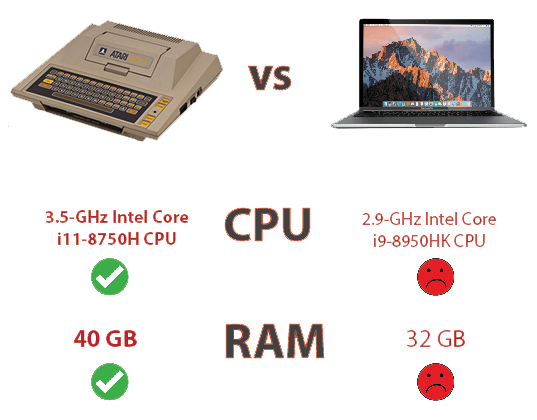 ATARI
VS
3.5-GHz Intel Core
i11-8750H CPU
CPU
2.9-GHz Intel Core
i9-8950HK CPU
40 GB
RAM
32 GB